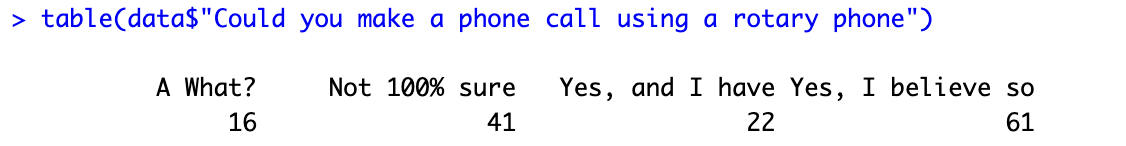 > table(data$"Could you make a phone call using a rotary phone")
A What? Not 100% sure Yes, and I have Yes, I believe so
16 41 22 61